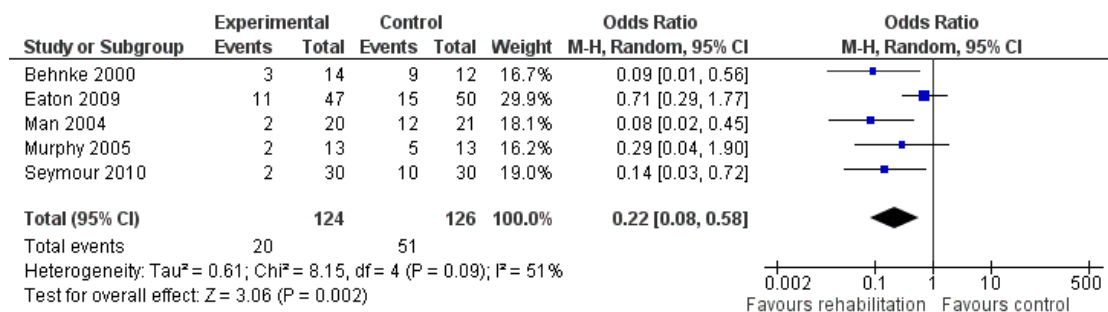 Experimental Control Odds Ratio Odds Ratio
Study or Subgroup Events Total Events Total Weight M-H, Random, 95% CI M-H, Random, 95% CI
Behnke 2000 3 14 9 12 16.7% 0.09 [0.01, 0.56]
Eaton 2009 11 47 15 50 29.9% 0.71 [0.29, 1.77]
Man 2004 2 20 12 21 18.1% 0.08 [0.02, 0.45]
Murphy 2005 2 13 5 13 16.2% 0.29 [0.04, 1.90]
Seymour 2010 2 30 10 30 19.0% 0.14 [0.03, 0.72]
Total (95% CI) 124 126 100.0% 0.22 [0.08, 0.58]
Total events 20 51
Heterogeneity: Tau² = 0.61; Chi² = 8.15, df = 4 (P = 0.09); I² = 51%
Test for overall effect: Z = 3.06 (P = 0.002)
0.002 0.1 1 10 500
Favours rehabilitation Favours control